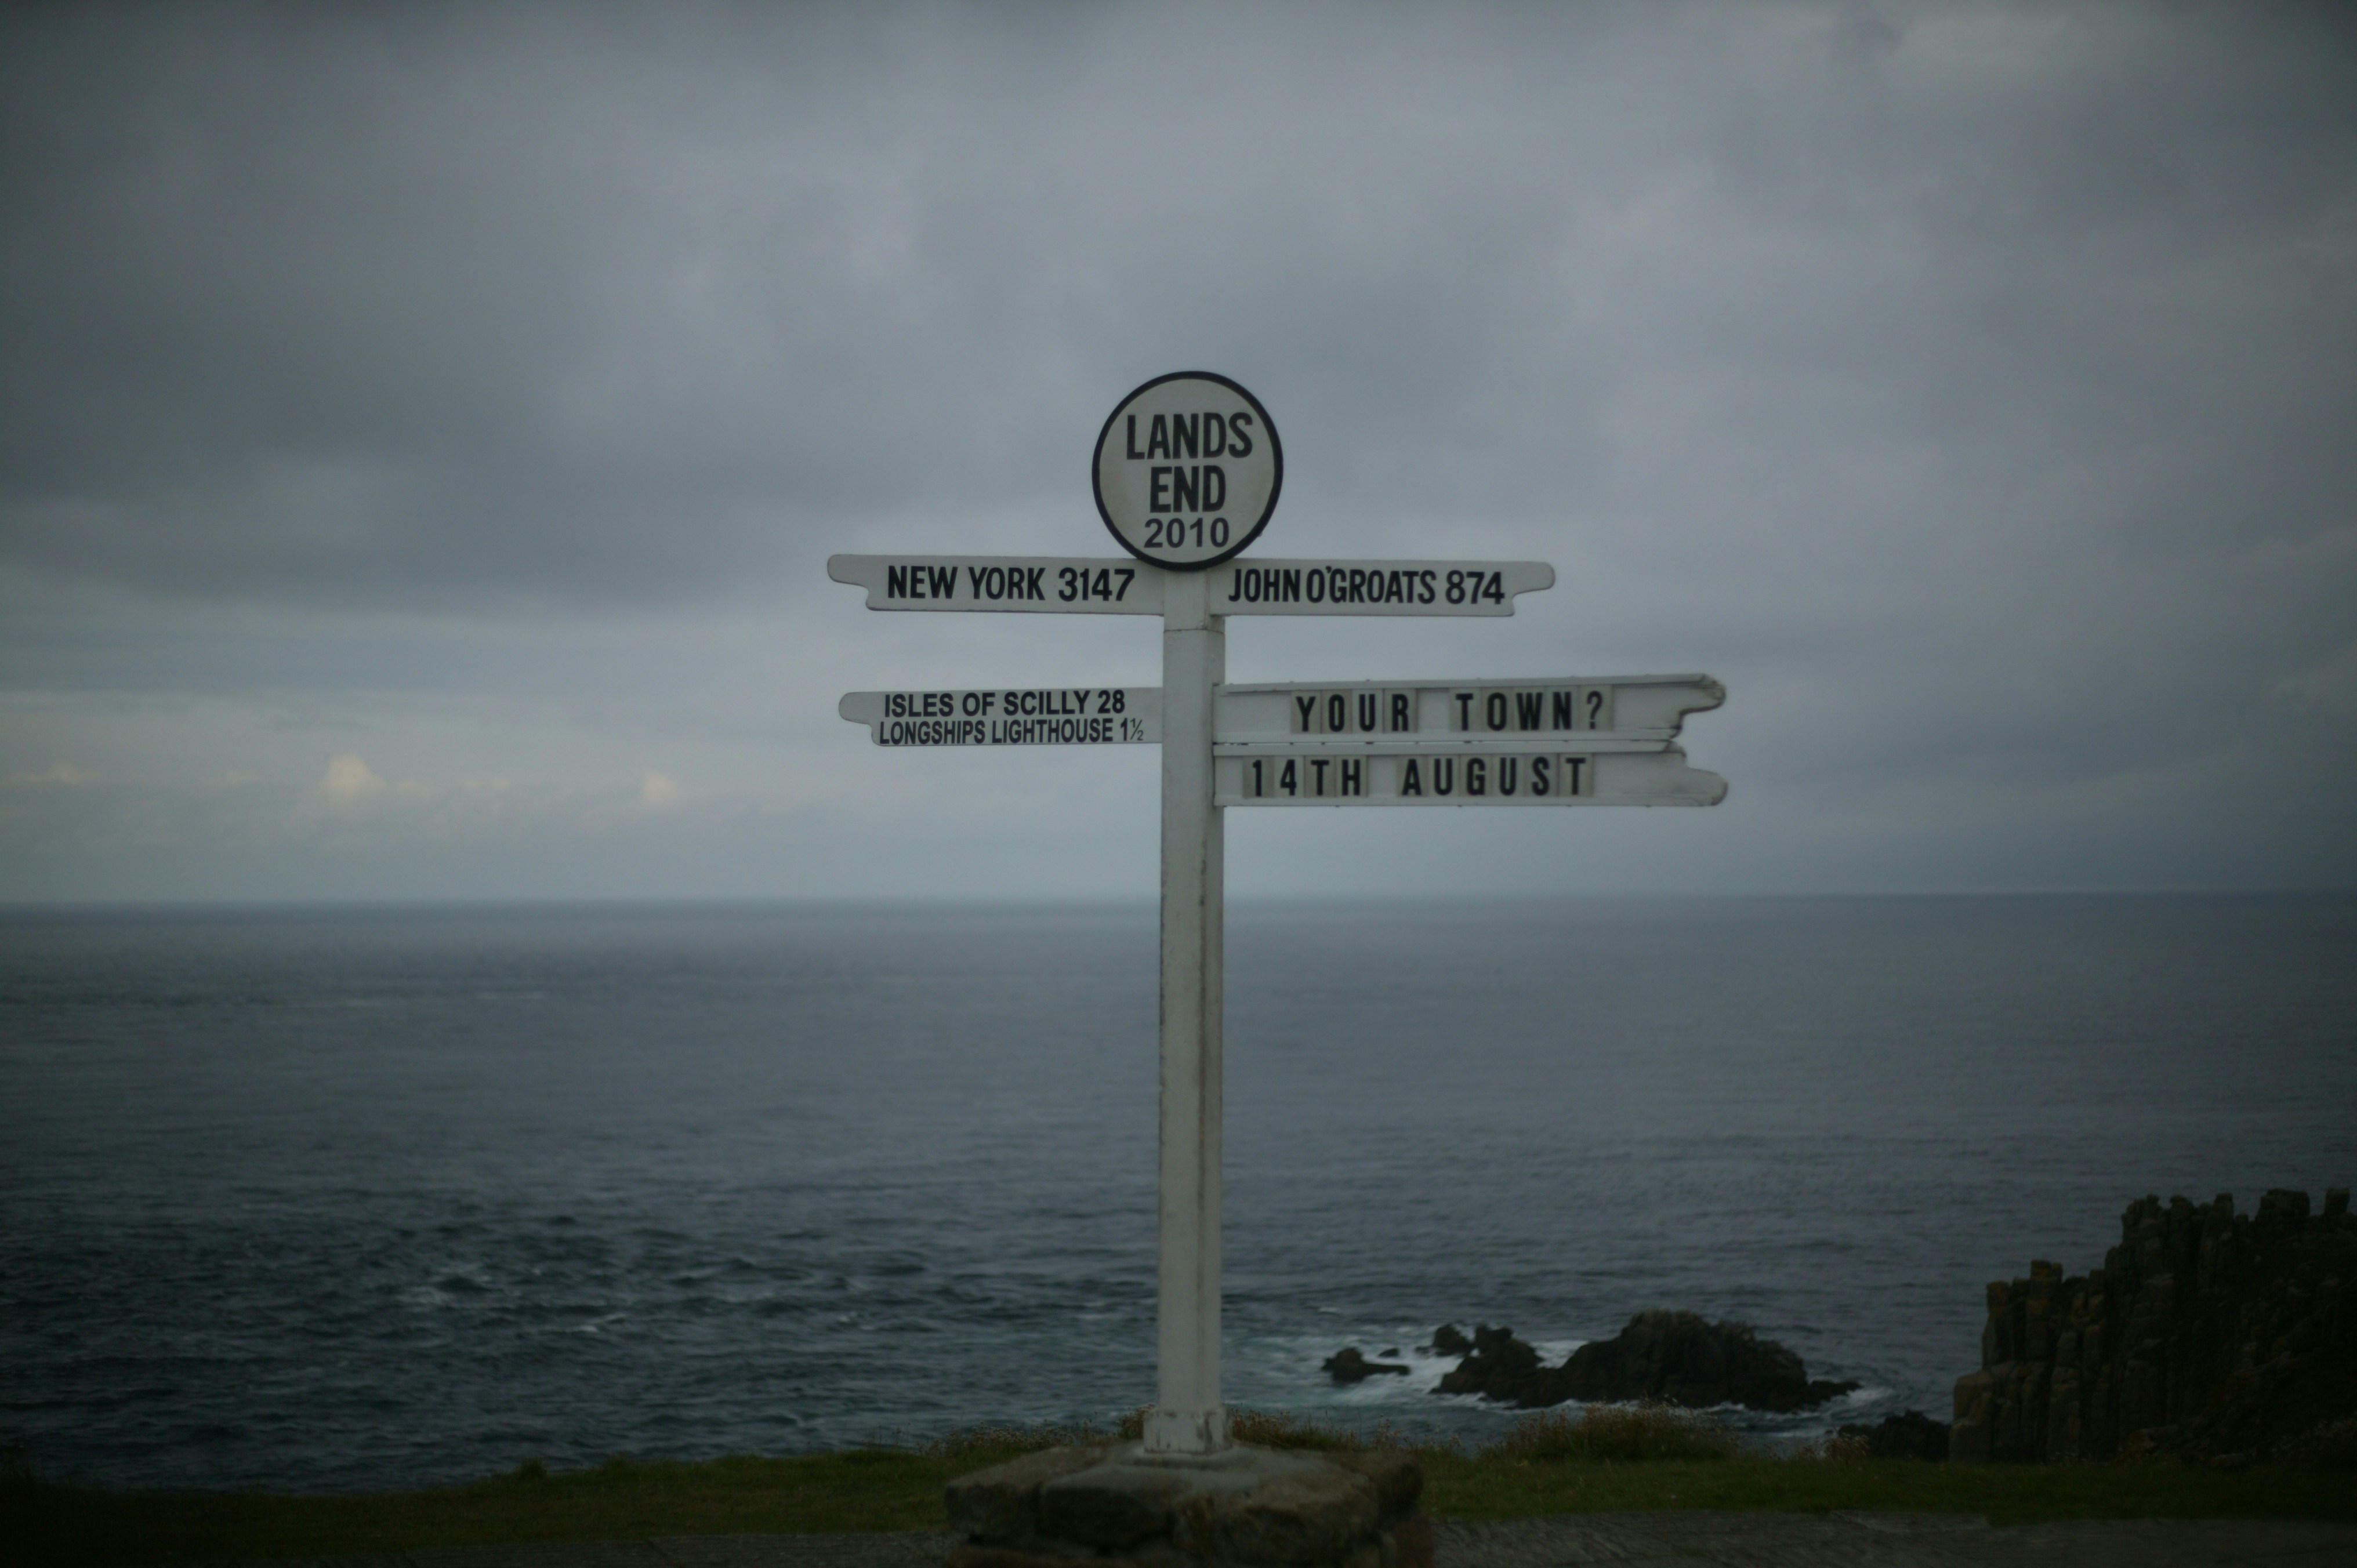 LANDS
END
2010
NEW YORK 3147
JOHN O'GROATS 874
ISLES OF SCILLY 28
LONGSHIPS LIGHTHOUSE 1½
YOUR TOWN?
14TH AUGUST